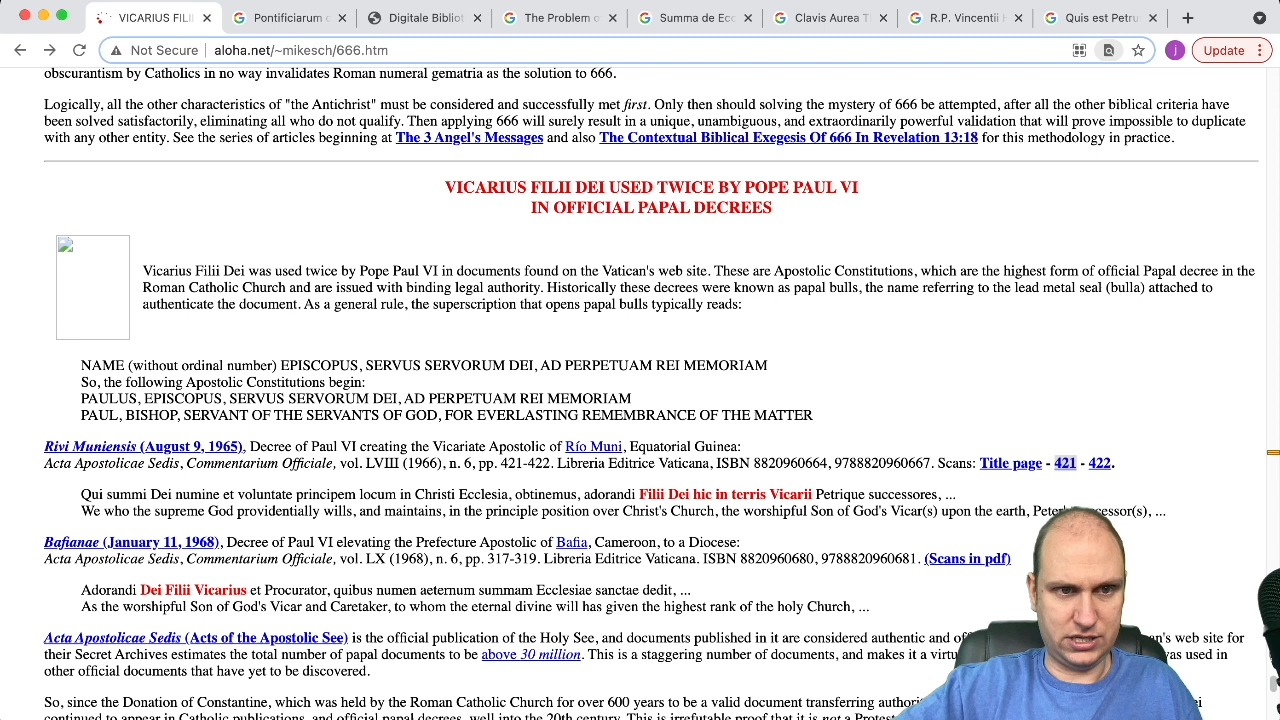 VICARIUS FILI
Pontificiarum c
Digitale Bibliot
The Problem o
Summa de Ecc
Clavis Aurea T
R.P. Vincentii
Quis est Petru
Not Secure aloha.net/~mikesch/666.htm
j
Update
obscurantism by Catholics in no way invalidates Roman numeral gematria as the solution to 666.
Logically, all the other characteristics of "the Antichrist" must be considered and successfully met first. Only then should solving the mystery of 666 be attempted, after all the other biblical criteria have
been solved satisfactorily, eliminating all who do not qualify. Then applying 666 will surely result in a unique, unambiguous, and extraordinarily powerful validation that will prove impossible to duplicate
with any other entity. See the series of articles beginning at The 3 Angel's Messages and also The Contextual Biblical Exegesis Of 666 In Revelation 13:18 for this methodology in practice.
VICARIUS FILII DEI USED TWICE BY POPE PAUL VI
IN OFFICIAL PAPAL DECREES
Vicarius Filii Dei was used twice by Pope Paul VI in documents found on the Vatican's web site. These are Apostolic Constitutions, which are the highest form of official Papal decree in the
Roman Catholic Church and are issued with binding legal authority. Historically these decrees were known as papal bulls, the name referring to the lead metal seal (bulla) attached to
authenticate the document. As a general rule, the superscription that opens papal bulls typically reads:
NAME (without ordinal number) EPISCOPUS, SERVUS SERVORUM DEI, AD PERPETUAM REI MEMORIAM
So, the following Apostolic Constitutions begin:
PAULUS, EPISCOPUS, SERVUS SERVORUM DEI, AD PERPETUAM REI MEMORIAM
PAUL, BISHOP, SERVANT OF THE SERVANTS OF GOD, FOR EVERLASTING REMEMBRANCE OF THE MATTER
Rivi Muniensis (August 9, 1965), Decree of Paul VI creating the Vicariate Apostolic of Río Muni, Equatorial Guinea:
Acta Apostolicae Sedis, Commentarium Officiale, vol. LVIII (1966), n. 6, pp. 421-422. Libreria Editrice Vaticana, ISBN 8820960664, 9788820960667. Scans: Title page - 421 - 422.
Qui summi Dei numine et voluntate principem locum in Christi Ecclesia, obtinemus, adorandi Filii Dei hic in terris Vicarii Petrique successores, ...
We who the supreme God providentially wills, and maintains, in the principle position over Christ's Church, the worshipful Son of God's Vicar(s) upon the earth, Peter's successor(s), ...
Bafianae (January 11, 1968), Decree of Paul VI elevating the Prefecture Apostolic of Bafia, Cameroon, to a Diocese:
Acta Apostolicae Sedis, Commentarium Officiale, vol. LX (1968), n. 6, pp. 317-319. Libreria Editrice Vaticana. ISBN 8820960680, 9788820960681. (Scans in pdf)
Adorandi Dei Filii Vicarius et Procurator, quibus numen aeternum summam Ecclesiae sanctae dedit, ...
As the worshipful Son of God's Vicar and Caretaker, to whom the eternal divine will has given the highest rank of the holy Church, ...
Acta Apostolicae Sedis (Acts of the Apostolic See) is the official publication of the Holy See, and documents published in it are considered authentic and of an's web site for
their Secret Archives estimates the total number of papal documents to be above 30 million. This is a staggering number of documents, and makes it a virtu was used in
other official documents that have yet to be discovered.
So, since the Donation of Constantine, which was held by the Roman Catholic Church for over 600 years to be a valid document transferring authori
continued to appear in Catholic publications, and official papal decrees, well into the 20th century. This is irrefutable proof that it is not a Protest